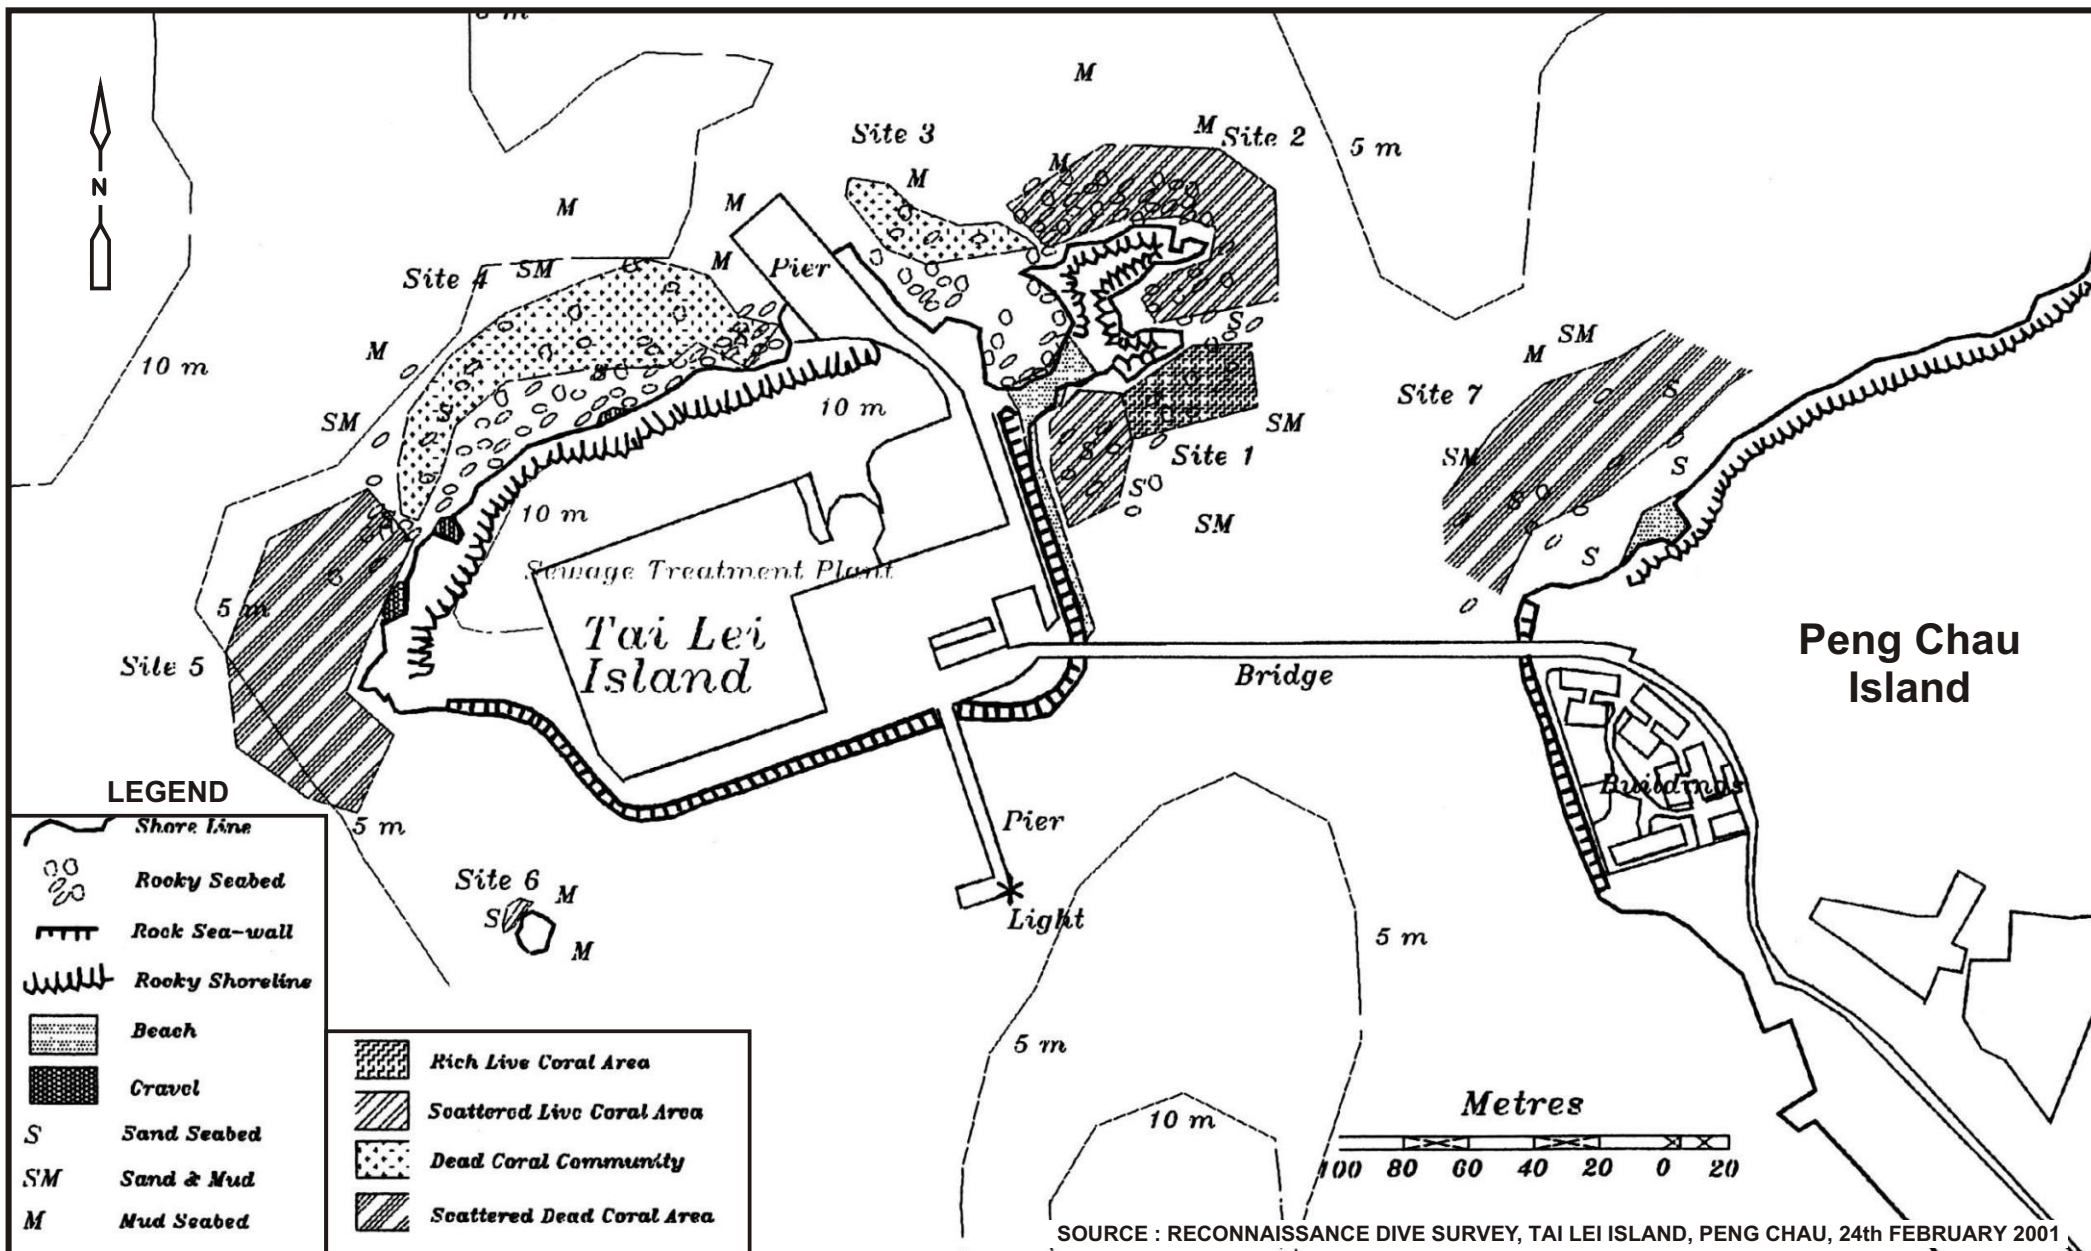 M
M
Site 3
Site 2
5 m
M
M
M
M
N
M
Site 4
SM
M
Pier
10 m
M
S
SM
M
S
10 m
SM
Site 1
SM
Site 7
S
S
SM
S
SM
S
S
S
10 m
S
Sewage Treatment Plant
5 m
Tai Lei
Island
Site 5
Bridge
Peng Chau
Island
Buildings
LEGEND
Shore Line
Rocky Seabed
Rock Sea-wall
Rocky Shoreline
Beach
Gravel
S Sand Seabed
SM Sand & Mud
M Mud Seabed
5 m
Site 6
M
S
M
Pier
Light
5 m
5 m
10 m
Rich Live Coral Area
Scattered Live Coral Area
Dead Coral Community
Scattered Dead Coral Area
Metres
100 80 60 40 20 0 20
SOURCE : RECONNAISSANCE DIVE SURVEY, TAI LEI ISLAND, PENG CHAU, 24th FEBRUARY 2001